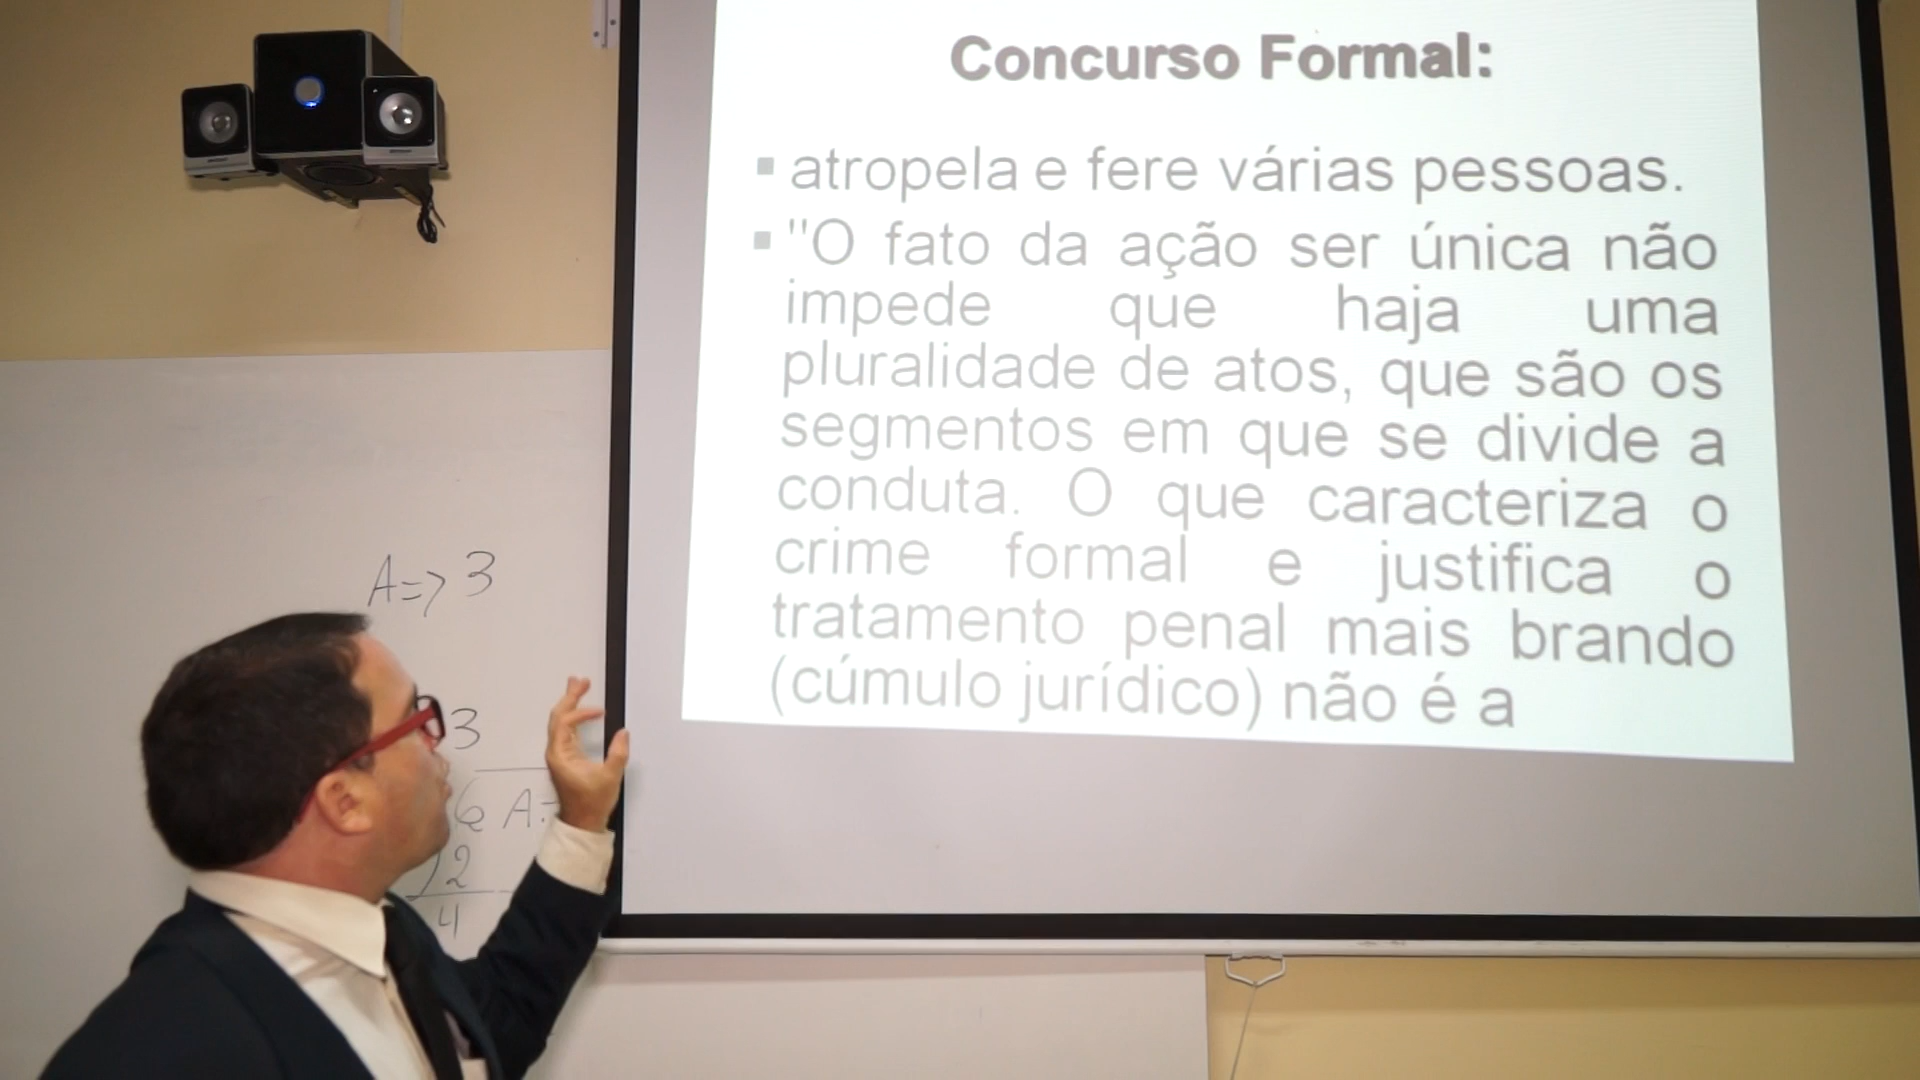 Concurso Formal:
atropela e fere várias pessoas.
"O fato da ação ser única não
impede que haja uma
pluralidade de atos, que são os
segmentos em que se divide a
conduta. O que caracteriza o
crime formal e justifica o
tratamento penal mais brando
(cúmulo jurídico) não é a
A=> 3
3
6 A=
2
4